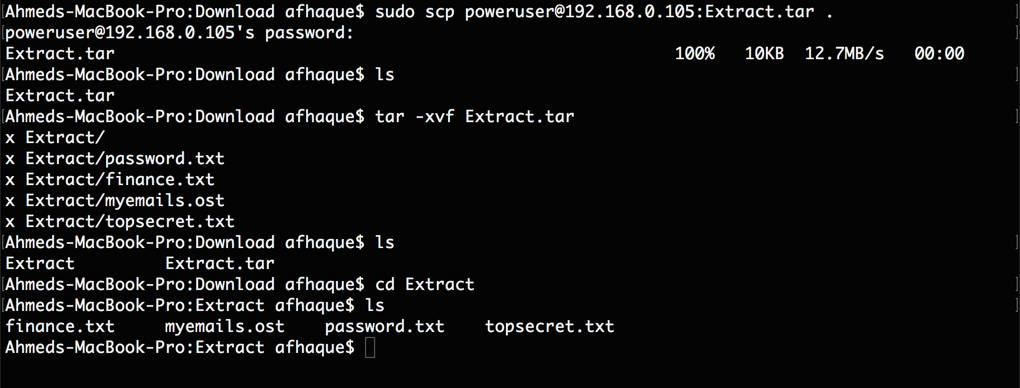 Ahmeds-MacBook-Pro:Download afhaque$ sudo scp poweruser@192.168.0.105:Extract.tar .
poweruser@192.168.0.105's password:
Extract.tar 100% 10KB 12.7MB/s 00:00
Ahmeds-MacBook-Pro:Download afhaque$ ls
Extract.tar
Ahmeds-MacBook-Pro:Download afhaque$ tar -xvf Extract.tar
x Extract/
x Extract/password.txt
x Extract/finance.txt
x Extract/myemails.ost
x Extract/topsecret.txt
Ahmeds-MacBook-Pro:Download afhaque$ ls
Extract Extract.tar
Ahmeds-MacBook-Pro:Download afhaque$ cd Extract
Ahmeds-MacBook-Pro:Extract afhaque$ ls
finance.txt myemails.ost password.txt topsecret.txt
Ahmeds-MacBook-Pro:Extract afhaque$